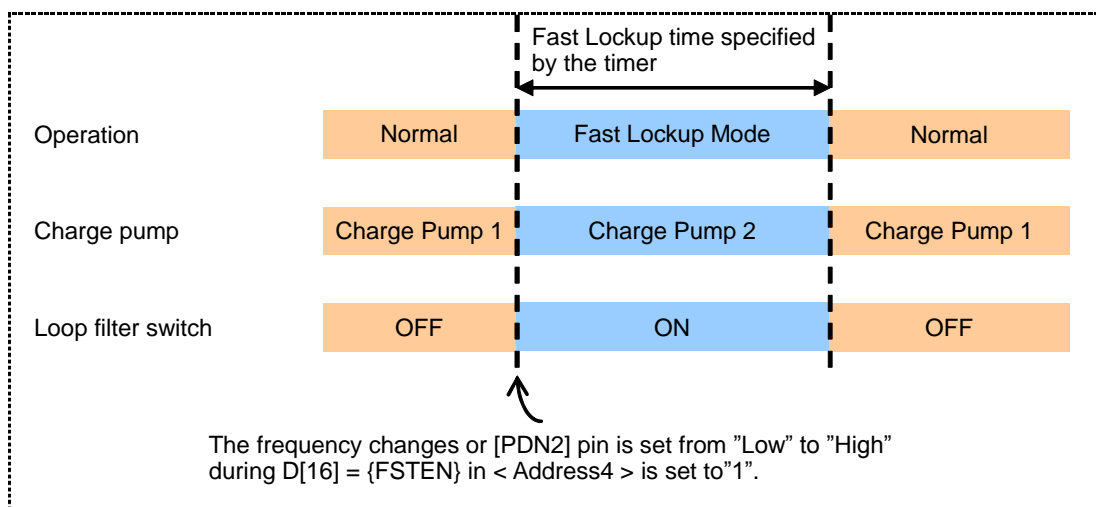 Fast Lockup time specified
by the timer
Operation
Normal
Fast Lockup Mode
Normal
Charge pump
Charge Pump 1
Charge Pump 2
Charge Pump 1
Loop filter switch
OFF
ON
OFF
The frequency changes or [PDN2] pin is set from ”Low” to ”High”
during D[16] = {FSTEN} in < Address4 > is set to”1”.